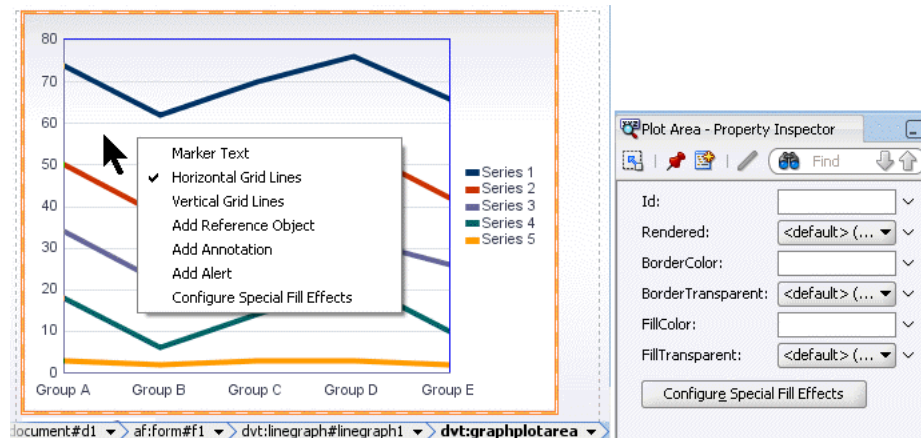 80
70
60
50
40
30
20
10
0
Group A Group B Group C Group D Group E
Marker Text
Horizontal Grid Lines
Vertical Grid Lines
Add Reference Object
Add Annotation
Add Alert
Configure Special Fill Effects
Series 1
Series 2
Series 3
Series 4
Series 5
document#d1 af:form#f1 dvt:linegraph#linegraph1 dvt:graphplotarea
Plot Area - Property Inspector
Find
Id:
Rendered: <default> (...
BorderColor:
BorderTransparent: <default> (...
FillColor:
FillTransparent: <default> (...
Configure Special Fill Effects